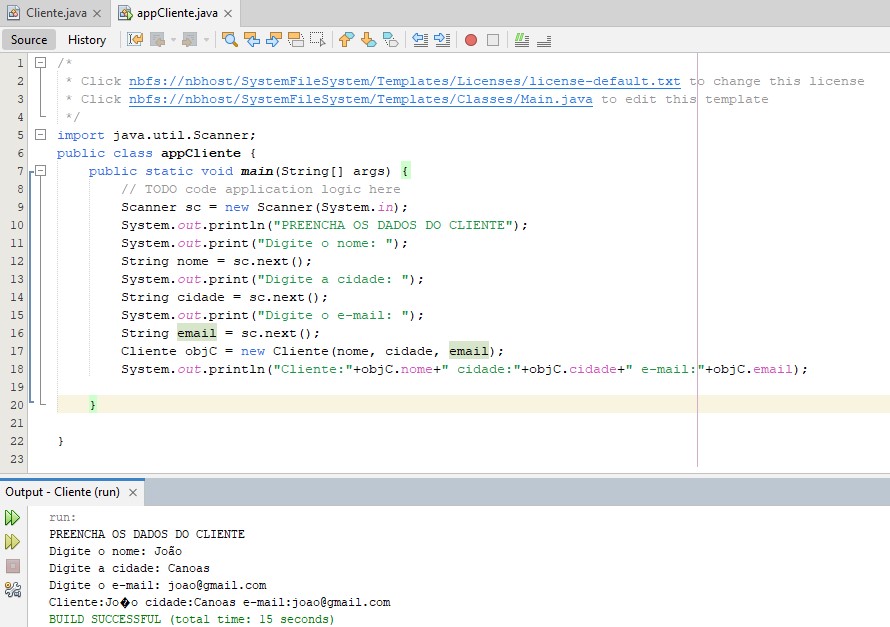 Cliente.java × appCliente.java ×
Source History
1 /*
2 * Click nbfs://nbhost/SystemFileSystem/Templates/Licenses/license-default.txt to change this license
3 * Click nbfs://nbhost/SystemFileSystem/Templates/Classes/Main.java to edit this template
4 */
5 import java.util.Scanner;
6 public class appCliente {
7 public static void main(String[] args) {
8 // TODO code application logic here
9 Scanner sc = new Scanner(System.in);
10 System.out.println("PREENCHA OS DADOS DO CLIENTE");
11 System.out.print("Digite o nome: ");
12 String nome = sc.next();
13 System.out.print("Digite a cidade: ");
14 String cidade = sc.next();
15 System.out.print("Digite o e-mail: ");
16 String email = sc.next();
17 Cliente objC = new Cliente(nome, cidade, email);
18 System.out.println("Cliente:"+objC.nome+" cidade:"+objC.cidade+" e-mail:"+objC.email);
19
20 }
21
22 }
23
Output - Cliente (run) ×
run:
PREENCHA OS DADOS DO CLIENTE
Digite o nome: João
Digite a cidade: Canoas
Digite o e-mail: joao@gmail.com
Cliente:Jo�o cidade:Canoas e-mail:joao@gmail.com
BUILD SUCCESSFUL (total time: 15 seconds)